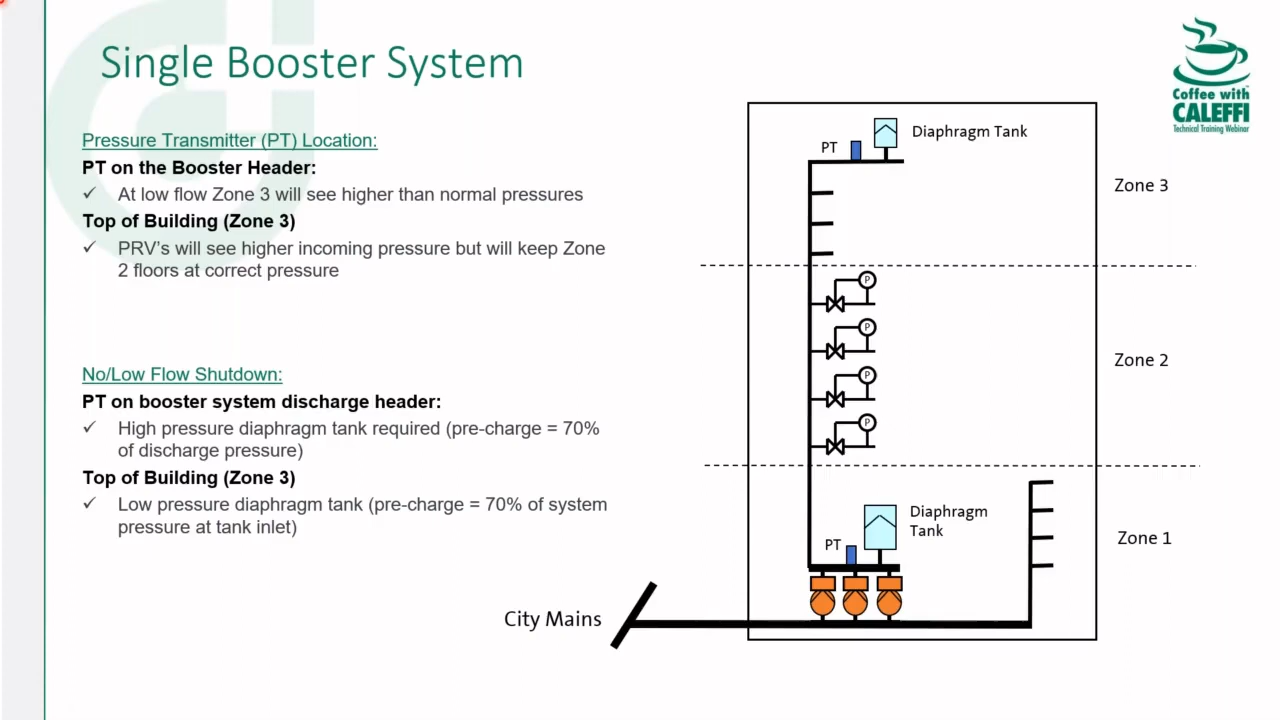 Single Booster System
Coffee with
CALEFFI
Technical Training Webinar
Pressure Transmitter (PT) Location:
PT on the Booster Header:
✓ At low flow Zone 3 will see higher than normal pressures
Top of Building (Zone 3)
✓ PRV's will see higher incoming pressure but will keep Zone
2 floors at correct pressure
No/Low Flow Shutdown:
PT on booster system discharge header:
✓ High pressure diaphragm tank required (pre-charge = 70%
of discharge pressure)
Top of Building (Zone 3)
✓ Low pressure diaphragm tank (pre-charge = 70% of system
pressure at tank inlet)
PT
Diaphragm Tank
Zone 3
P
P
P
P
Zone 2
Diaphragm
Tank
PT
Zone 1
City Mains